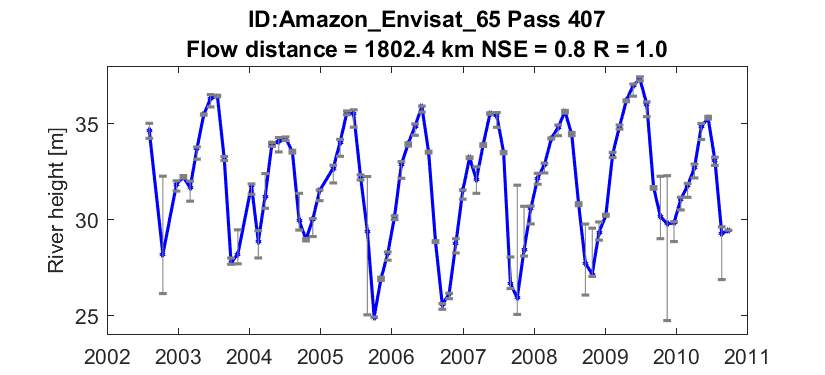 ID:Amazon_Envisat_65 Pass 407
Flow distance = 1802.4 km NSE = 0.8 R = 1.0
River height [m]
35
30
25
2002 2003 2004 2005 2006 2007 2008 2009 2010 2011